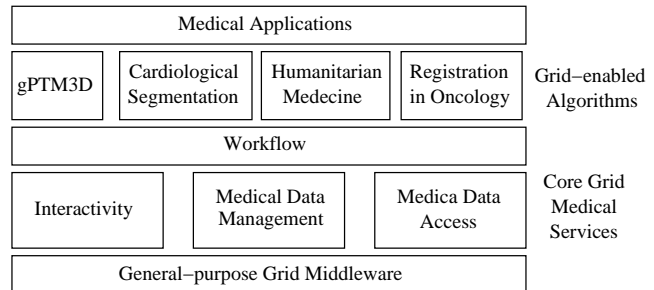 Medical Applications
gPTM3D
Cardiological
Segmentation
Humanitarian
Medecine
Registration
in Oncology
Grid−enabled
Algorithms
Workflow
Interactivity
Medical Data
Management
Medica Data
Access
Core Grid
Medical
Services
General−purpose Grid Middleware